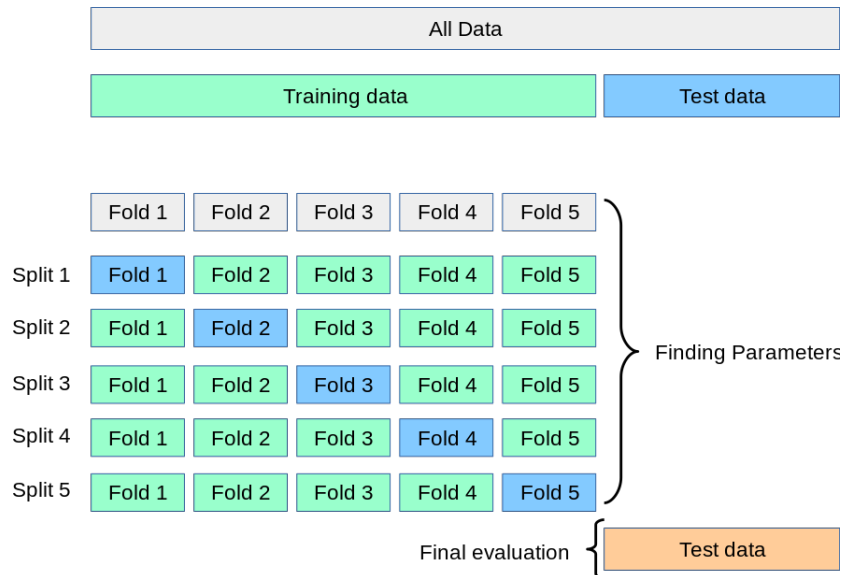 All Data
Training data Test data
Fold 1 Fold 2 Fold 3 Fold 4 Fold 5
Split 1 Fold 1 Fold 2 Fold 3 Fold 4 Fold 5
Split 2 Fold 1 Fold 2 Fold 3 Fold 4 Fold 5
Finding Parameters
Split 3 Fold 1 Fold 2 Fold 3 Fold 4 Fold 5
Split 4 Fold 1 Fold 2 Fold 3 Fold 4 Fold 5
Split 5 Fold 1 Fold 2 Fold 3 Fold 4 Fold 5
Final evaluation Test data